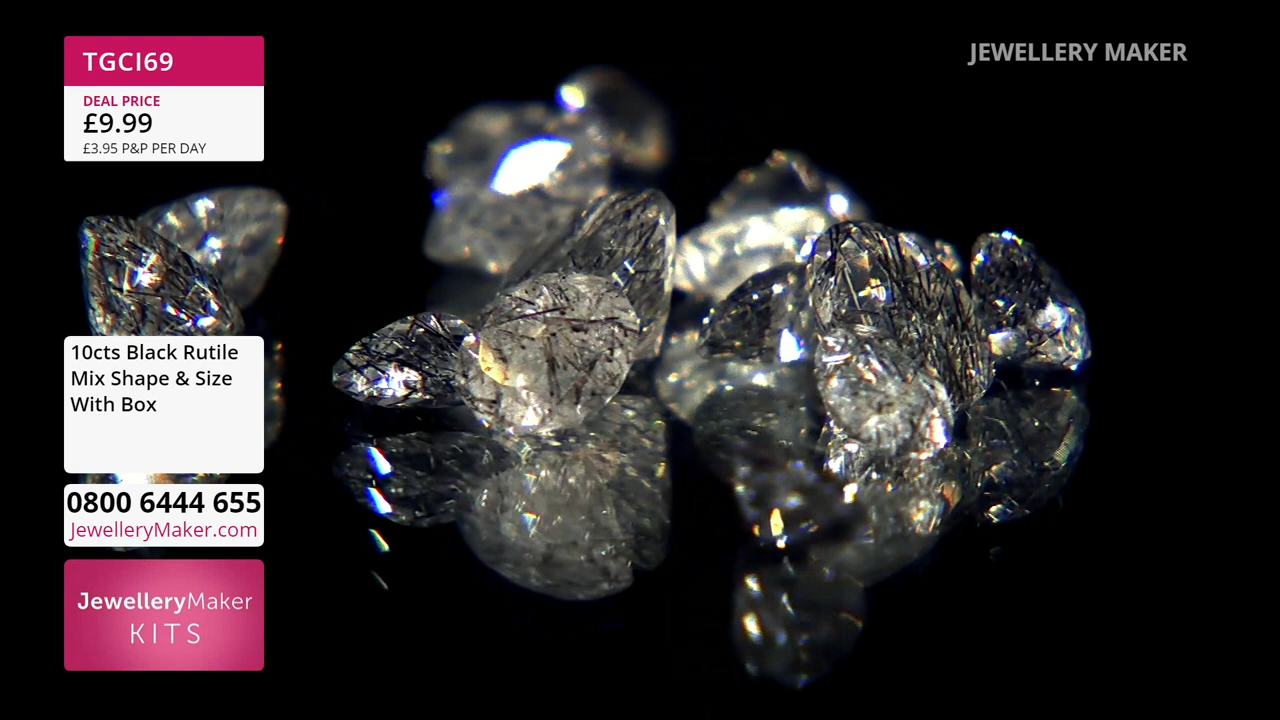 TGCI69
DEAL PRICE
£9.99
£3.95 P&P PER DAY
JEWELLERY MAKER
10cts Black Rutile
Mix Shape & Size
With Box
0800 6444 655
JewelleryMaker.com
JewelleryMaker
KITS